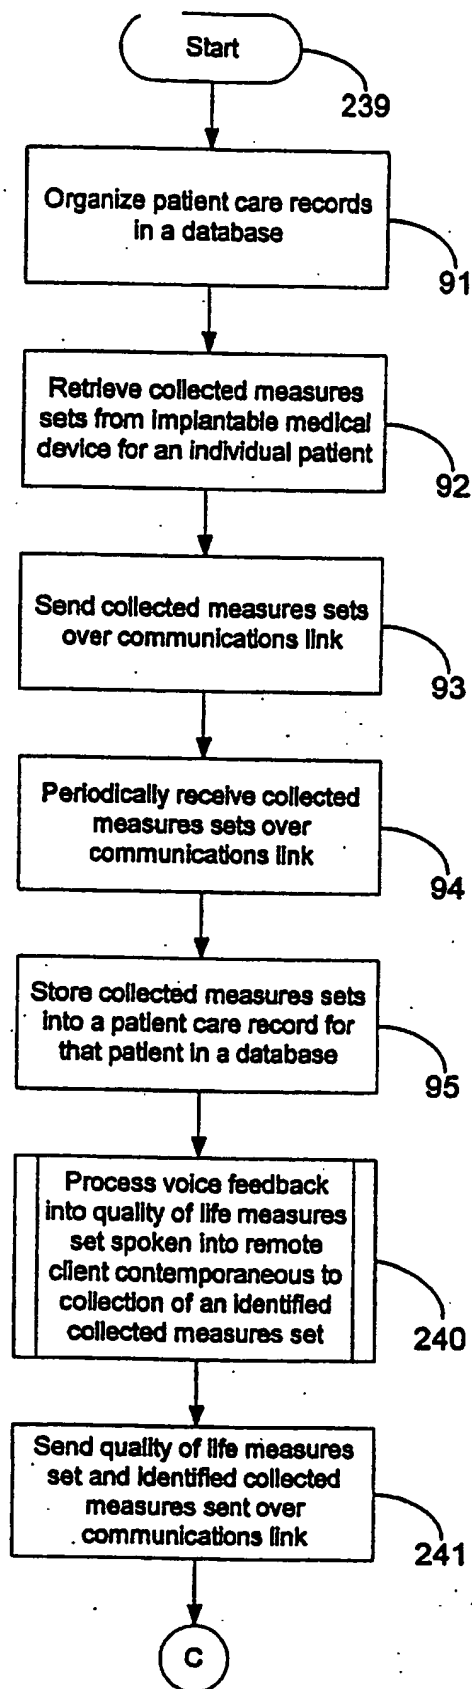 Start
239
Organize patient care records
in a database
91
Retrieve collected measures
sets from implantable medical
device for an individual patient
92
Send collected measures sets
over communications link
93
Periodically receive collected
measures sets over
communications link
94
Store collected measures sets
into a patient care record for
that patient in a database
95
Process voice feedback
into quality of life measures
set spoken into remote
client contemporaneous to
collection of an identified
collected measures set
240
Send quality of life measures
set and identified collected
measures sent over
communications link
241
C